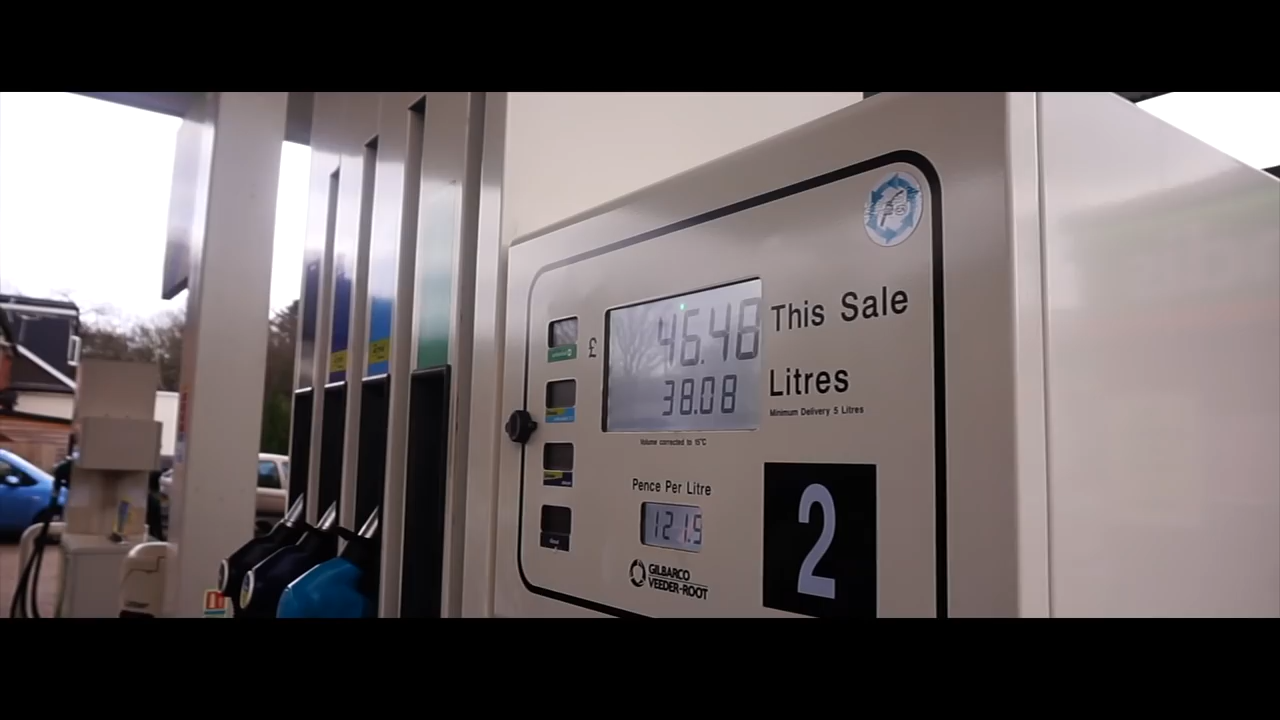 £
46.48
This Sale
38.08
Litres
Minimum Delivery 5 Litres
Volume corrected to 15°C
Pence Per Litre
121.9
2
GILBARCO
VEEDER-ROOT